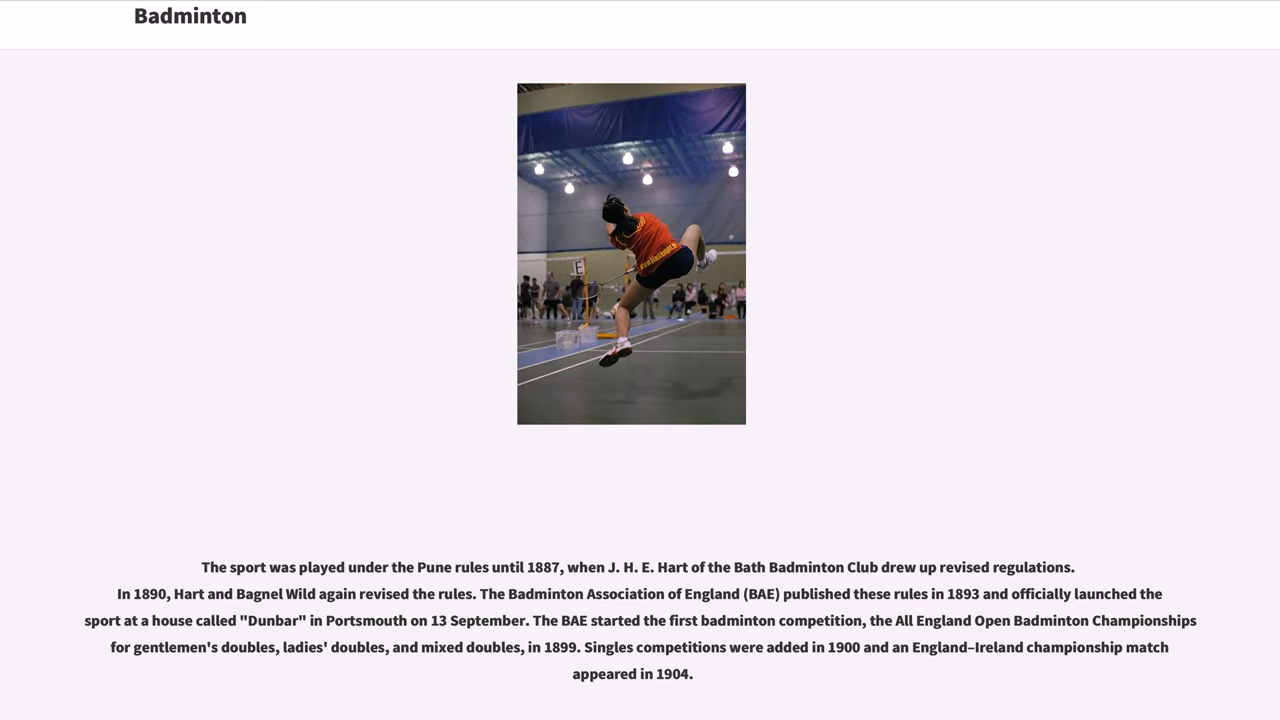 Badminton
E
The sport was played under the Pune rules until 1887, when J. H. E. Hart of the Bath Badminton Club drew up revised regulations.
In 1890, Hart and Bagnel Wild again revised the rules. The Badminton Association of England (BAE) published these rules in 1893 and officially launched the
sport at a house called "Dunbar" in Portsmouth on 13 September. The BAE started the first badminton competition, the All England Open Badminton Championships
for gentlemen's doubles, ladies' doubles, and mixed doubles, in 1899. Singles competitions were added in 1900 and an England–Ireland championship match
appeared in 1904.